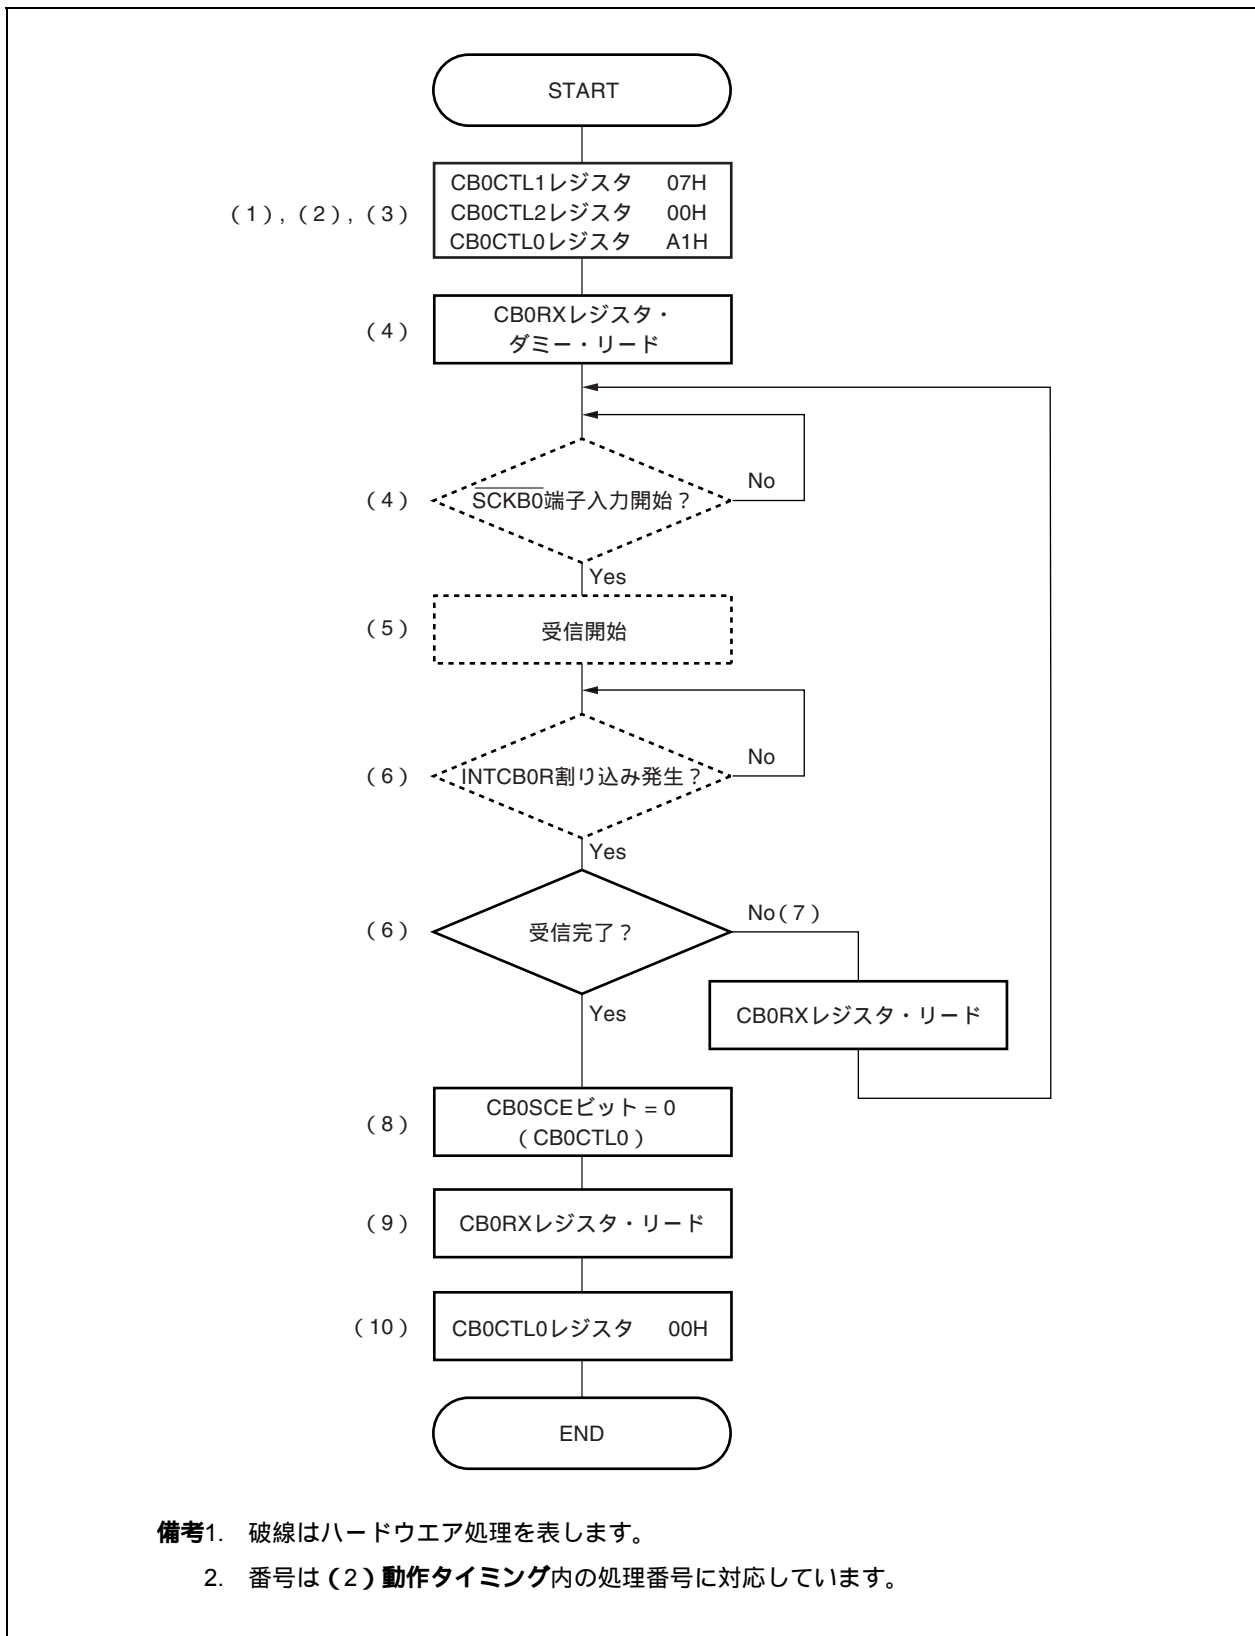 START
(1), (2), (3)
CB0CTL1レジスタ 07H
CB0CTL2レジスタ 00H
CB0CTL0レジスタ A1H
(4)
CB0RXレジスタ・
ダミー・リード
(4)
SCKB0端子入力開始？
No
Yes
(5)
受信開始
(6)
INTCB0R割り込み発生？
No
Yes
(6)
受信完了？
No(7)
Yes
CB0RXレジスタ・リード
(8)
CB0SCEビット = 0
(CB0CTL0)
(9)
CB0RXレジスタ・リード
(10)
CB0CTL0レジスタ 00H
END
備考1. 破線はハードウエア処理を表します。
2. 番号は(2)動作タイミング内の処理番号に対応しています。